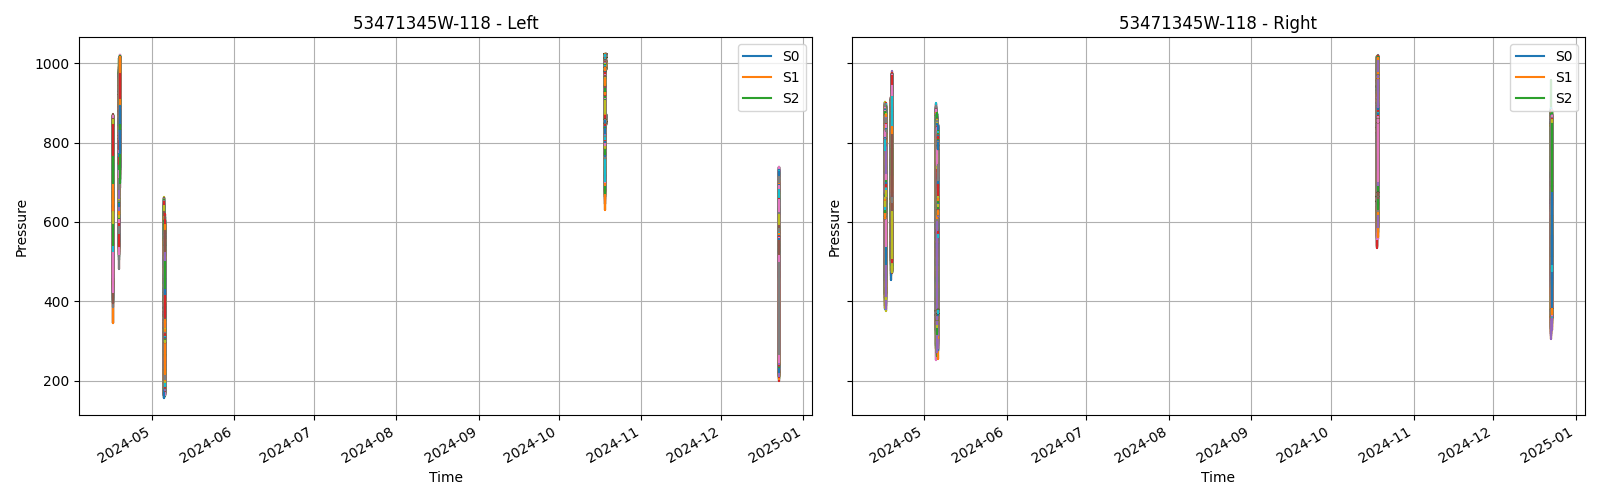 53471345W-118 - Left
1000
800
600
400
200
Pressure
S0
S1
S2
2024-05
2024-06
2024-07
2024-08
2024-09
2024-10
2024-11
2024-12
2025-01
Time
53471345W-118 - Right
Pressure
S0
S1
S2
2024-05
2024-06
2024-07
2024-08
2024-09
2024-10
2024-11
2024-12
2025-01
Time